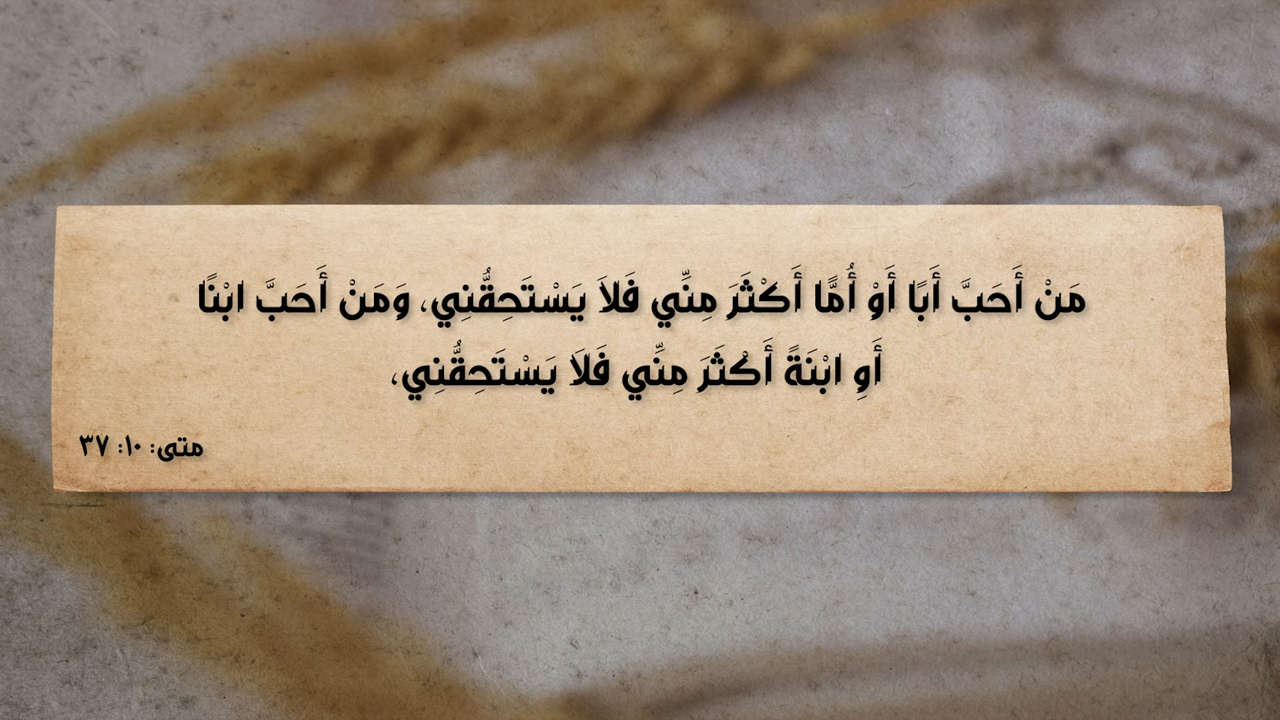 مَنْ أَحَبَّ أَبًا أَوْ أُمًّا أَكْثَرَ مِنِّي فَلاَ يَسْتَحِقُّنِي، وَمَنْ أَحَبَّ ابْنًا
أَوِ ابْنَةً أَكْثَرَ مِنِّي فَلاَ يَسْتَحِقُّنِي،
متى: ١٠: ٣٧